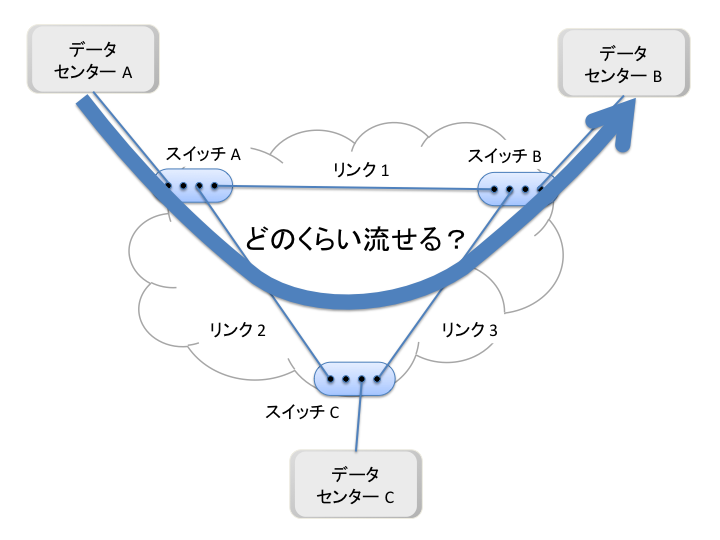 データ
センター A
データ
センター B
スイッチ A
スイッチ B
リンク 1
どのくらい流せる？
リンク 2
リンク 3
スイッチ C
データ
センター C